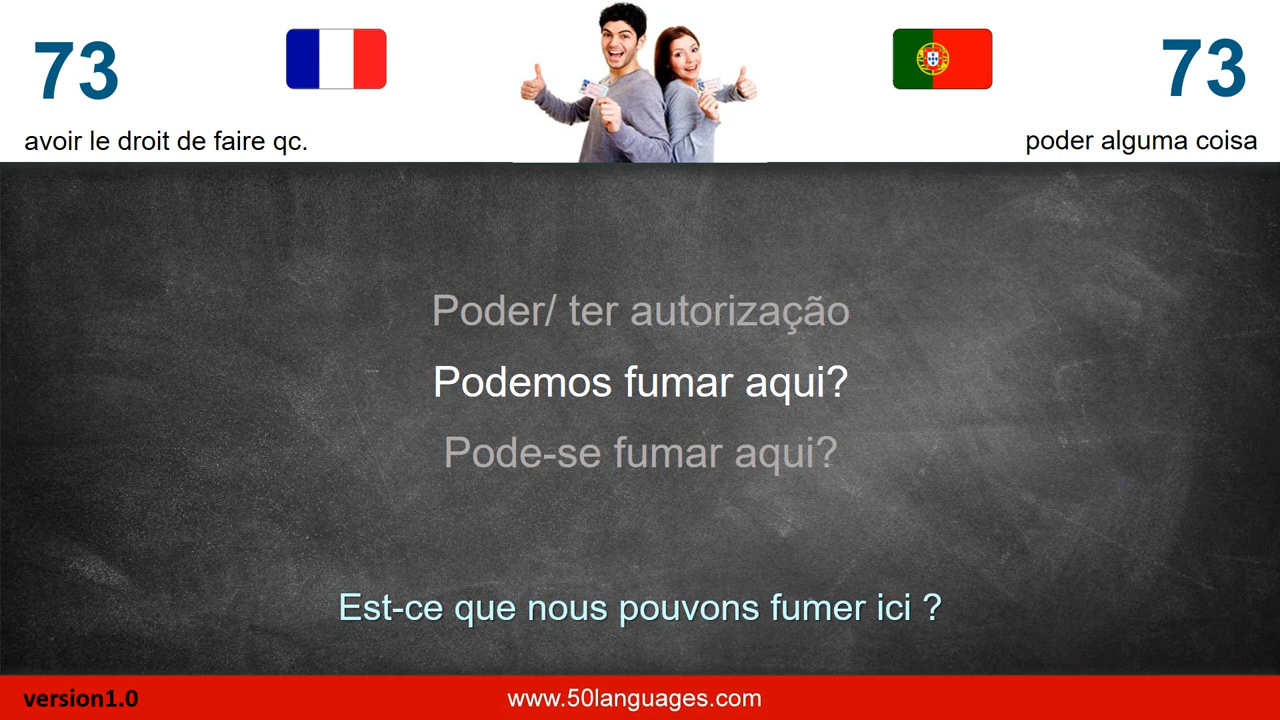 73
73
avoir le droit de faire qc.
poder alguma coisa
Poder/ ter autorização
Podemos fumar aqui?
Pode-se fumar aqui?
Est-ce que nous pouvons fumer ici ?
version1.0
www.50languages.com